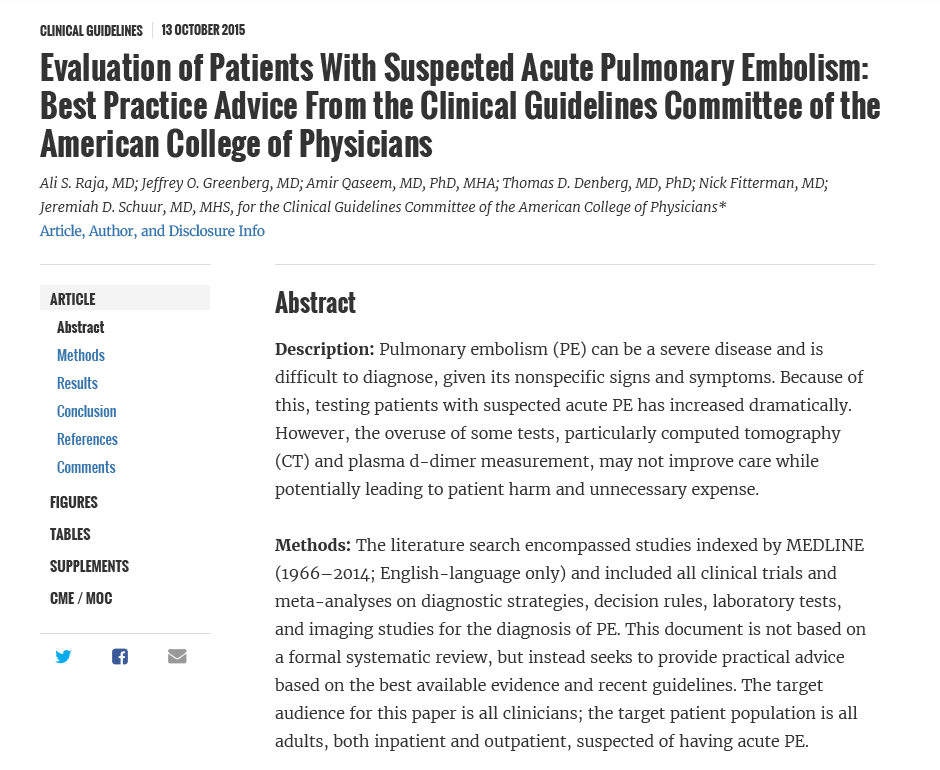 CLINICAL GUIDELINES | 13 OCTOBER 2015
Evaluation of Patients With Suspected Acute Pulmonary Embolism:
Best Practice Advice From the Clinical Guidelines Committee of the
American College of Physicians
Ali S. Raja, MD; Jeffrey O. Greenberg, MD; Amir Qaseem, MD, PhD, MHA; Thomas D. Denberg, MD, PhD; Nick Fitterman, MD;
Jeremiah D. Schuur, MD, MHS, for the Clinical Guidelines Committee of the American College of Physicians*
Article, Author, and Disclosure Info
ARTICLE
Abstract
Methods
Results
Conclusion
References
Comments
FIGURES
TABLES
SUPPLEMENTS
CME / MOC
Abstract
Description: Pulmonary embolism (PE) can be a severe disease and is
difficult to diagnose, given its nonspecific signs and symptoms. Because of
this, testing patients with suspected acute PE has increased dramatically.
However, the overuse of some tests, particularly computed tomography
(CT) and plasma d-dimer measurement, may not improve care while
potentially leading to patient harm and unnecessary expense.
Methods: The literature search encompassed studies indexed by MEDLINE
(1966–2014; English-language only) and included all clinical trials and
meta-analyses on diagnostic strategies, decision rules, laboratory tests,
and imaging studies for the diagnosis of PE. This document is not based on
a formal systematic review, but instead seeks to provide practical advice
based on the best available evidence and recent guidelines. The target
audience for this paper is all clinicians; the target patient population is all
adults, both inpatient and outpatient, suspected of having acute PE.